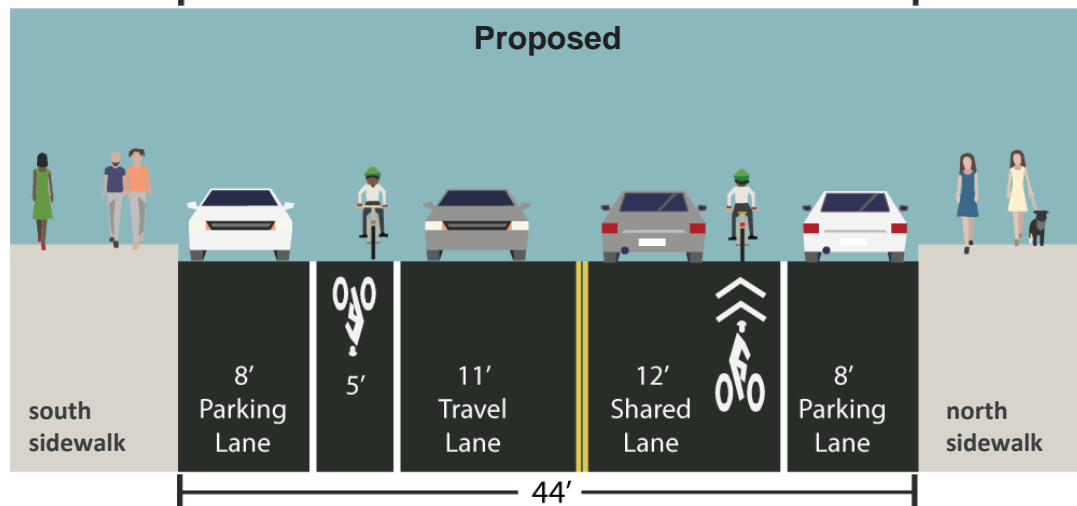 Proposed
8’
Parking
Lane
5’
11’
Travel
Lane
12’
Shared
Lane
8’
Parking
Lane
south
sidewalk
north
sidewalk
44’